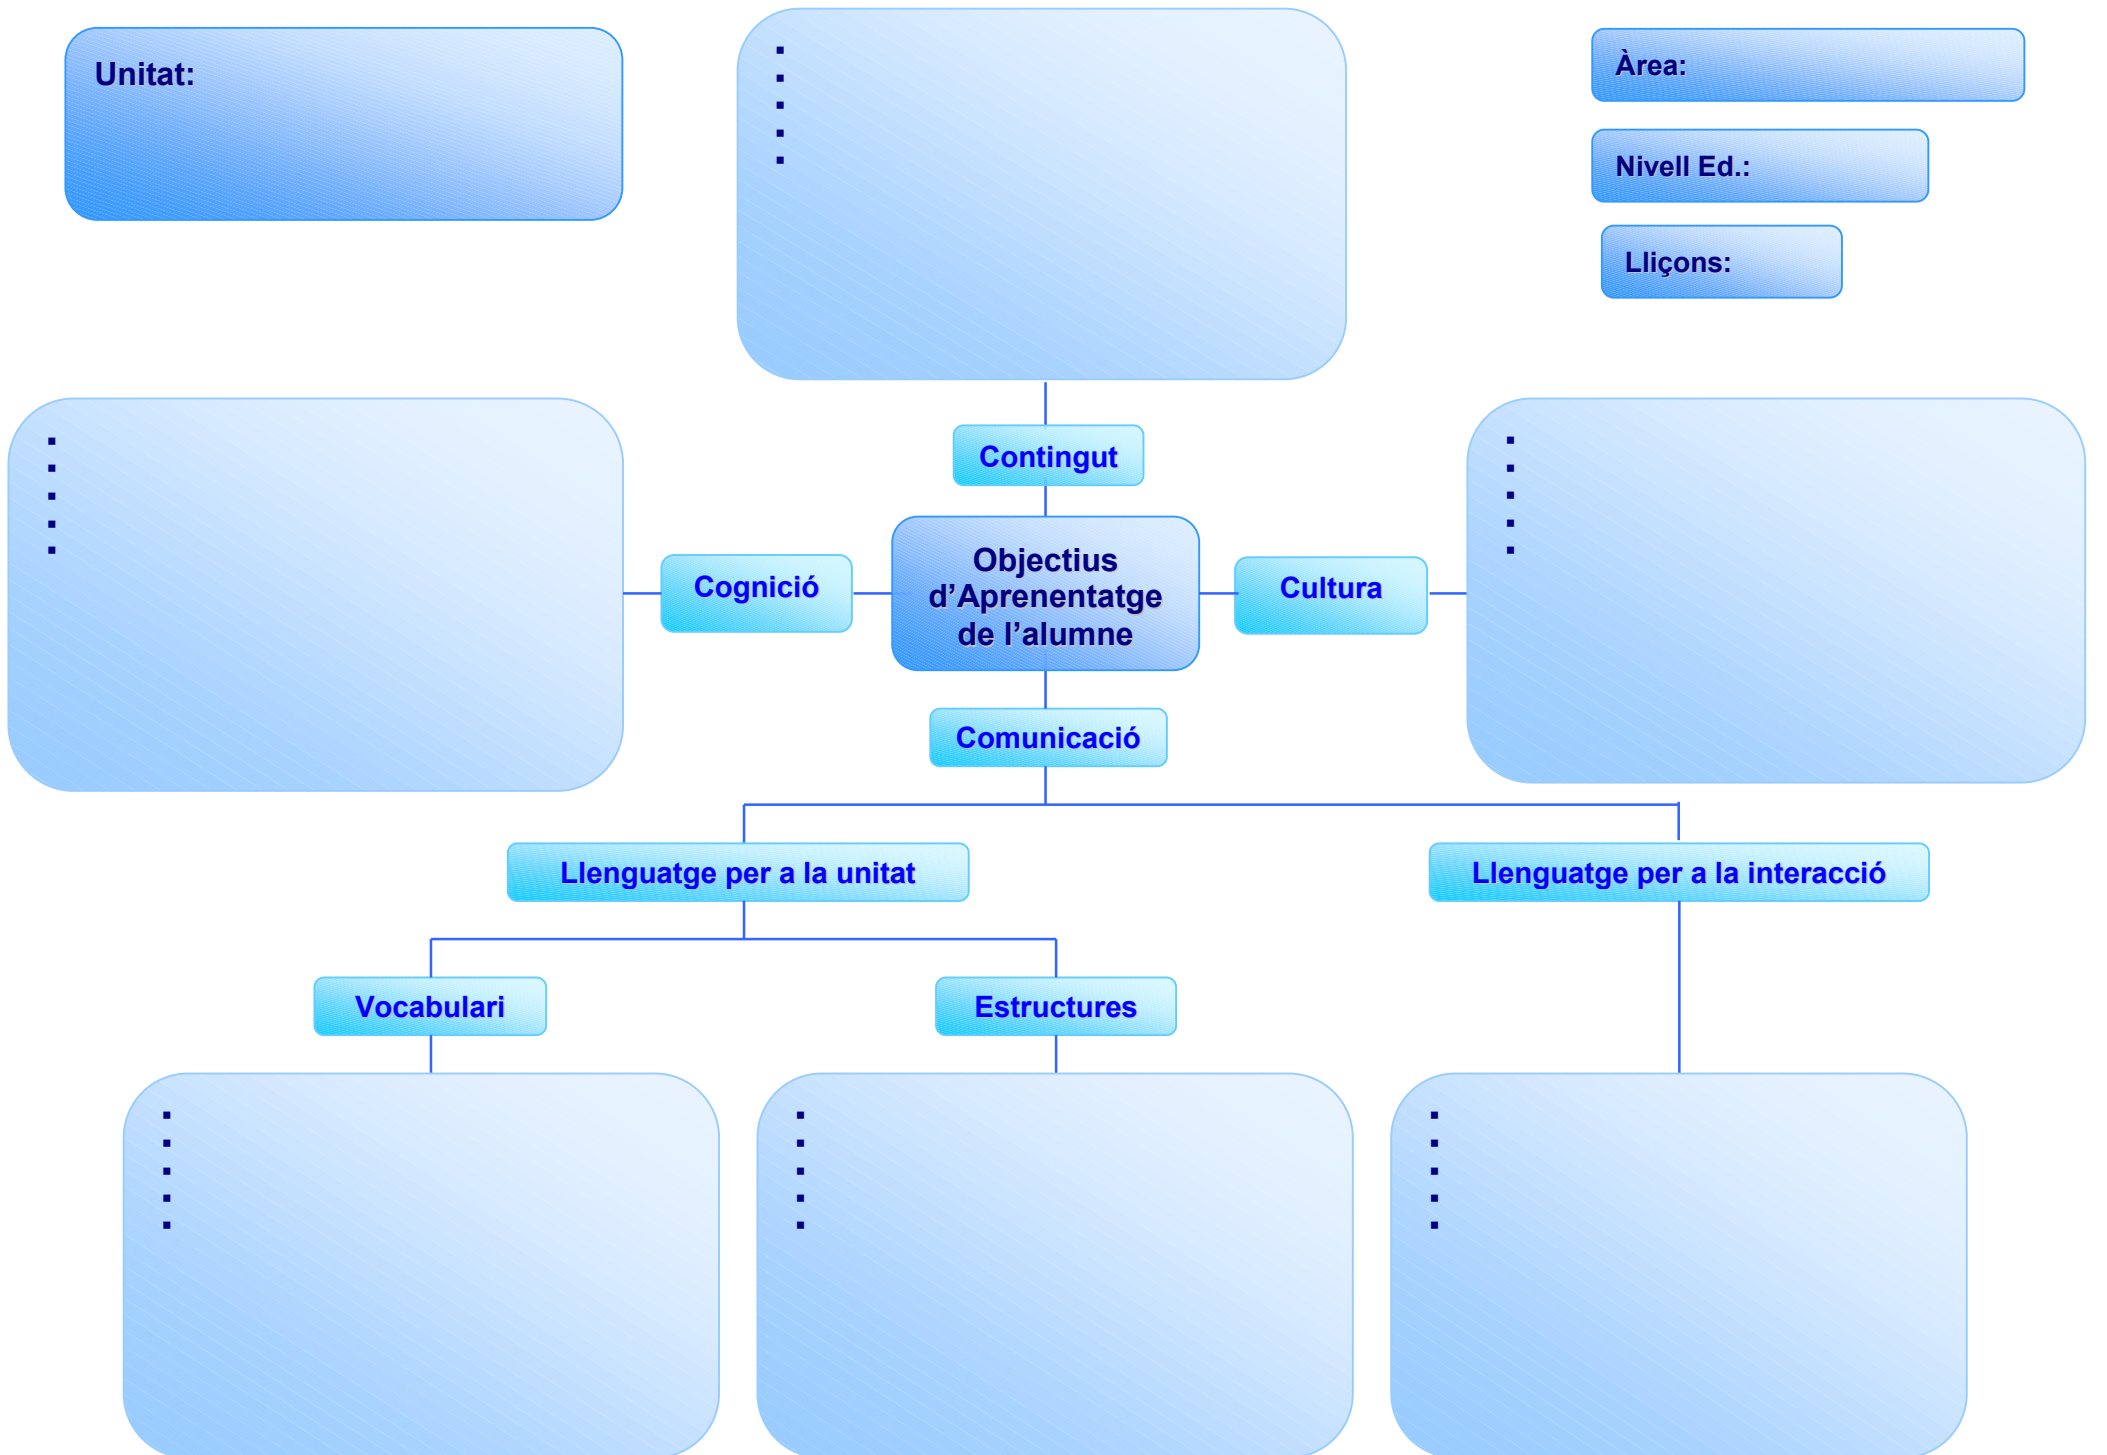 Unitat:
Àrea:
Nivell Ed.:
Lliçons:
Contingut
Cognició
Objectius
d’Aprenentatge
de l’alumne
Cultura
Comunicació
Llenguatge per a la unitat
Llenguatge per a la interacció
Vocabulari
Estructures